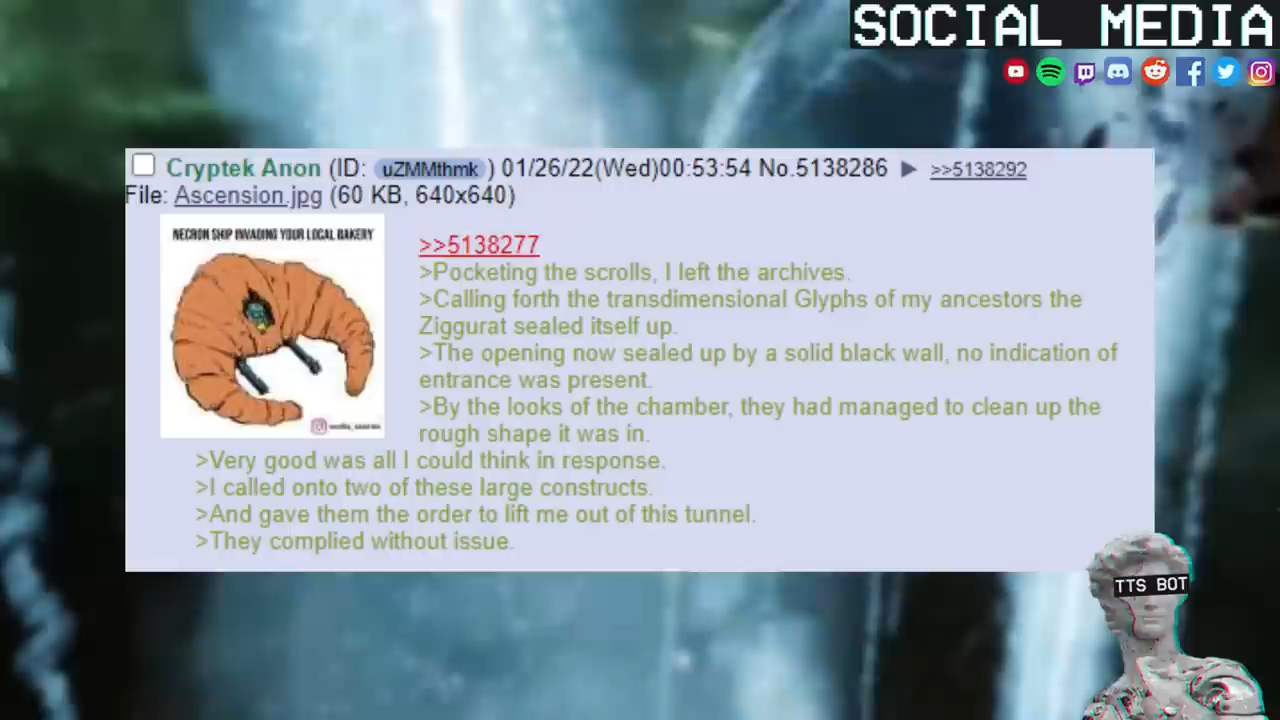 SOCIAL MEDIA
Cryptek Anon (ID: uZMMthmk ) 01/26/22(Wed)00:53:54 No.5138286 ▶ >>5138292
File: Ascension.jpg (60 KB, 640x640)
NECRON SHIP INVADING YOUR LOCAL BAKERY
>>5138277
>Pocketing the scrolls, I left the archives.
>Calling forth the transdimensional Glyphs of my ancestors the
Ziggurat sealed itself up.
>The opening now sealed up by a solid black wall, no indication of
entrance was present.
>By the looks of the chamber, they had managed to clean up the
rough shape it was in.
>Very good was all I could think in response.
>I called onto two of these large constructs.
>And gave them the order to lift me out of this tunnel.
>They complied without issue.
TTS BOT